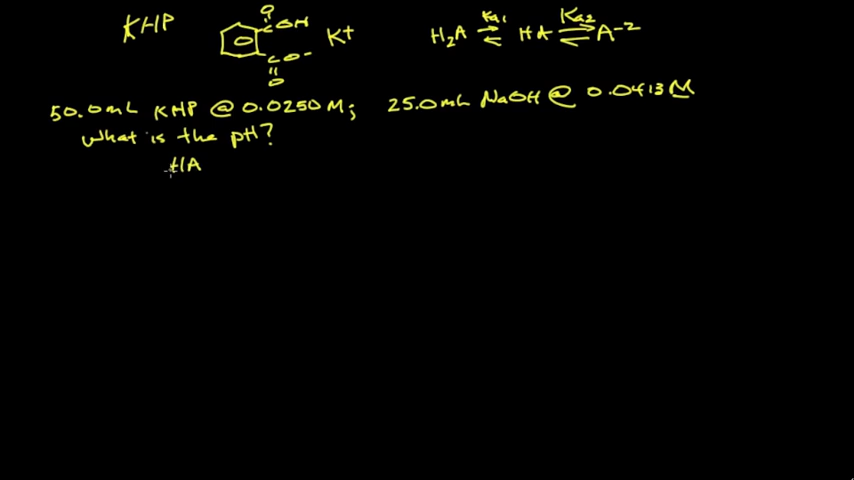 KHP
O
C OH
C O-
O
K+
H2A ⇌ HA ⇌ A-2
Ka1 Ka2
50.0mL KHP @ 0.0250 M; 25.0mL NaOH @ 0.0413 M
What is the pH?
HA